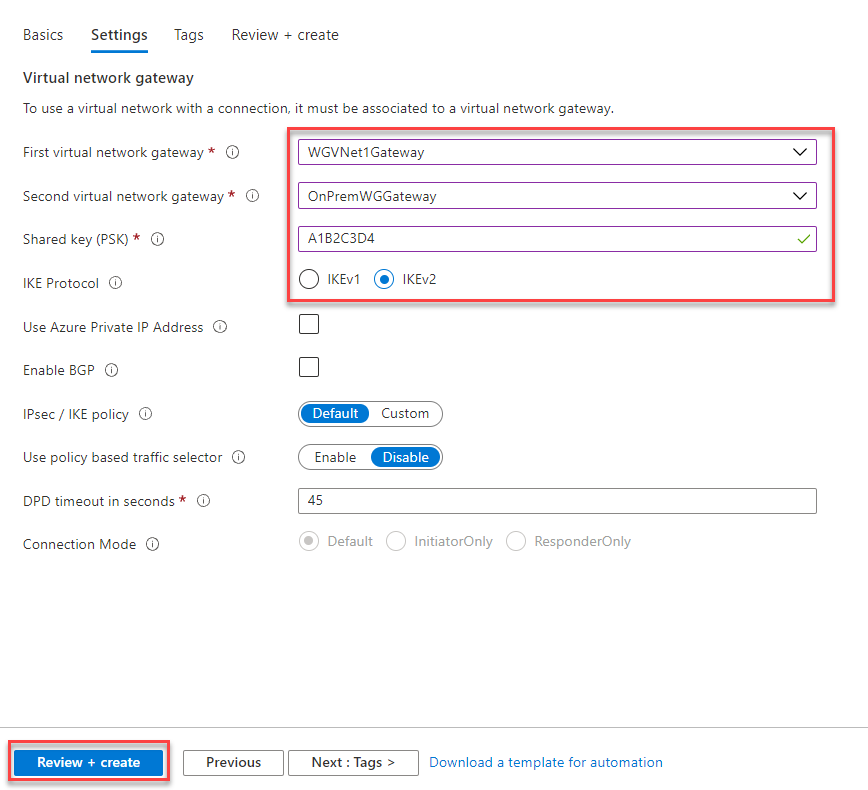 Basics Settings Tags Review + create
Virtual network gateway
To use a virtual network with a connection, it must be associated to a virtual network gateway.
First virtual network gateway * WGVNet1Gateway
Second virtual network gateway * OnPremWGGateway
Shared key (PSK) * A1B2C3D4
IKE Protocol IKEv1 IKEv2
Use Azure Private IP Address
Enable BGP
IPsec / IKE policy Default Custom
Use policy based traffic selector Enable Disable
DPD timeout in seconds * 45
Connection Mode Default InitiatorOnly ResponderOnly
Review + create Previous Next : Tags > Download a template for automation